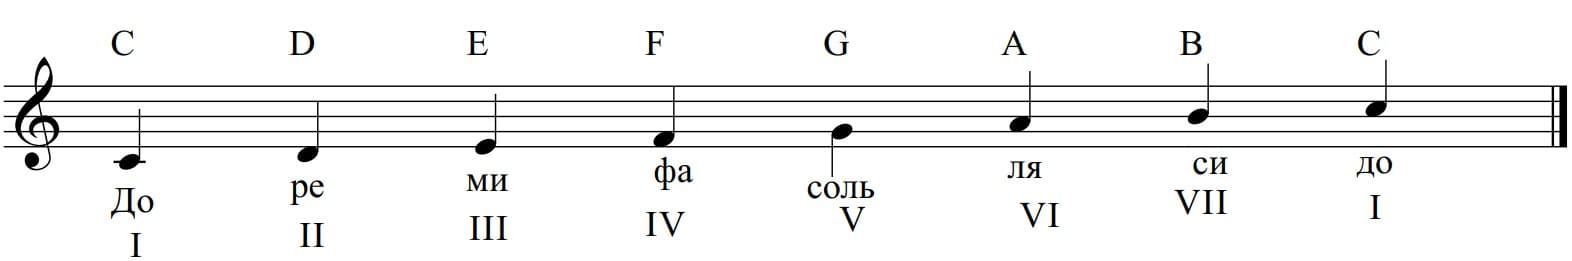 C D E F G A B C
До ре ми фа соль ля си до
I II III IV V VI VII I